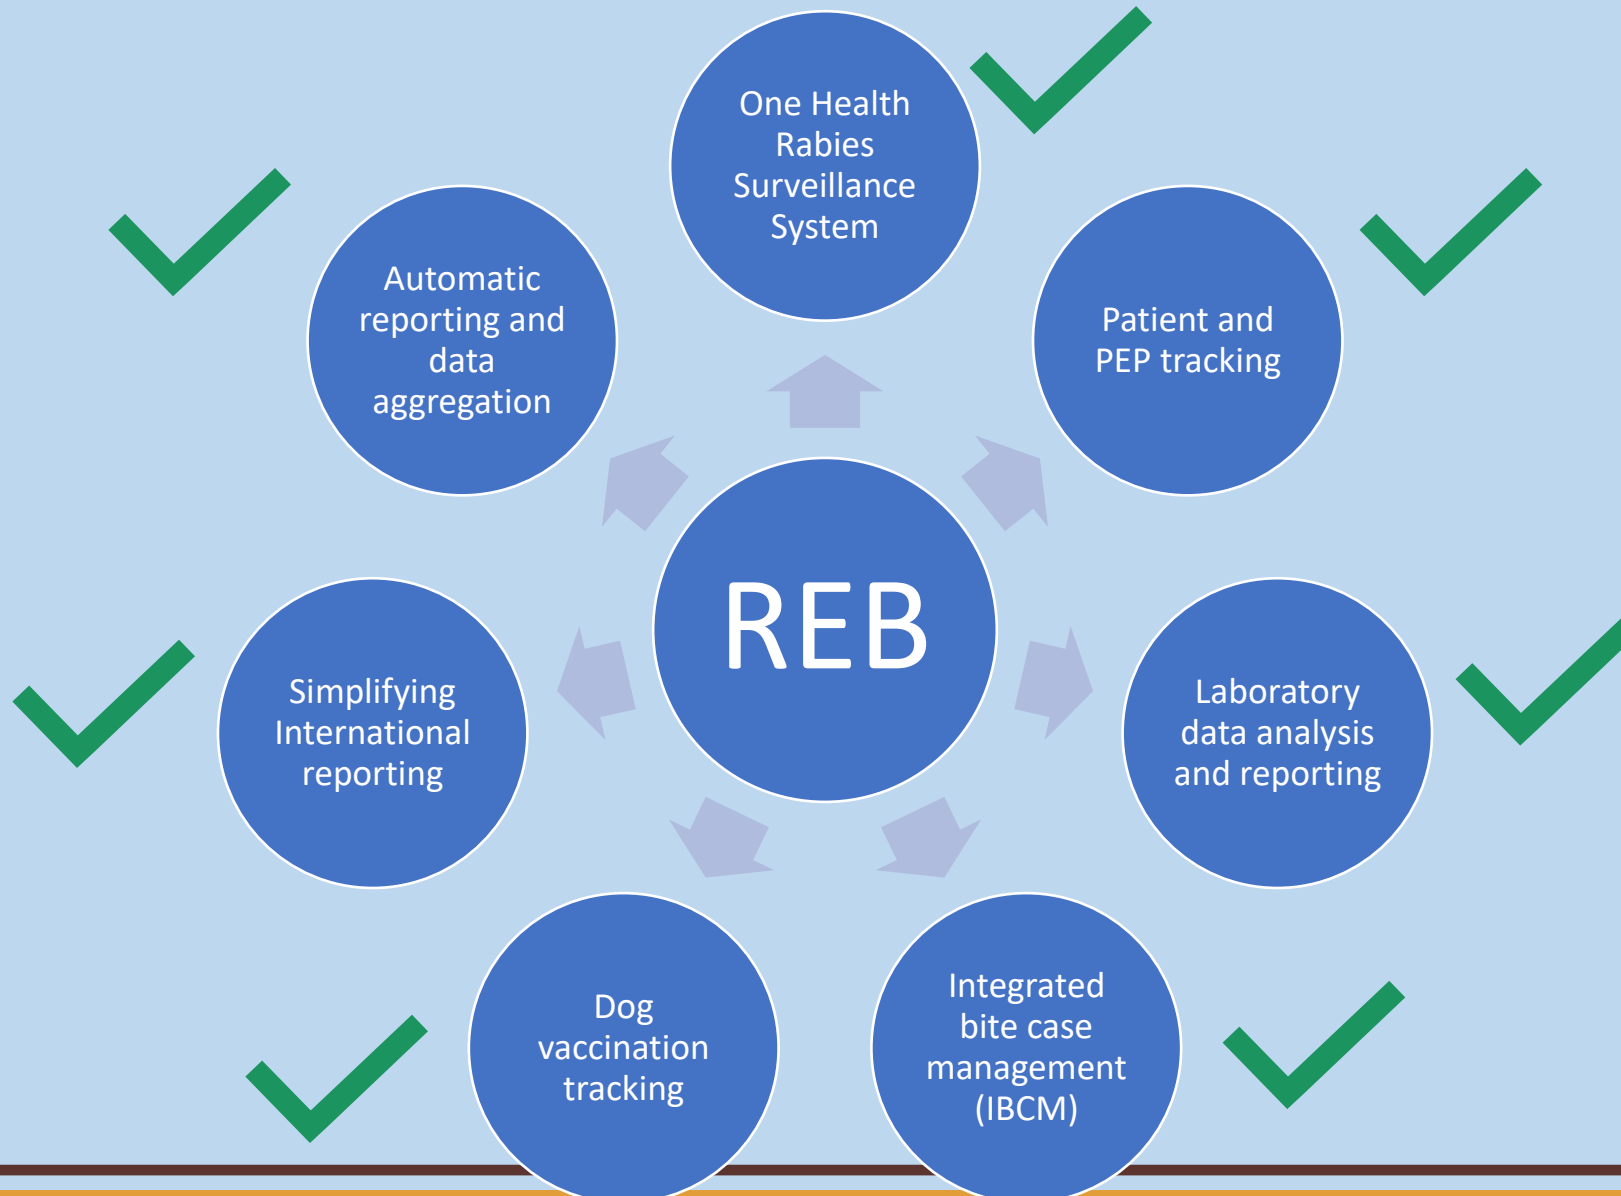 One Health
Rabies
Surveillance
System
Patient and
PEP tracking
Laboratory
data analysis
and reporting
Integrated
bite case
management
(IBCM)
Dog
vaccination
tracking
Simplifying
International
reporting
Automatic
reporting and
data
aggregation
REB